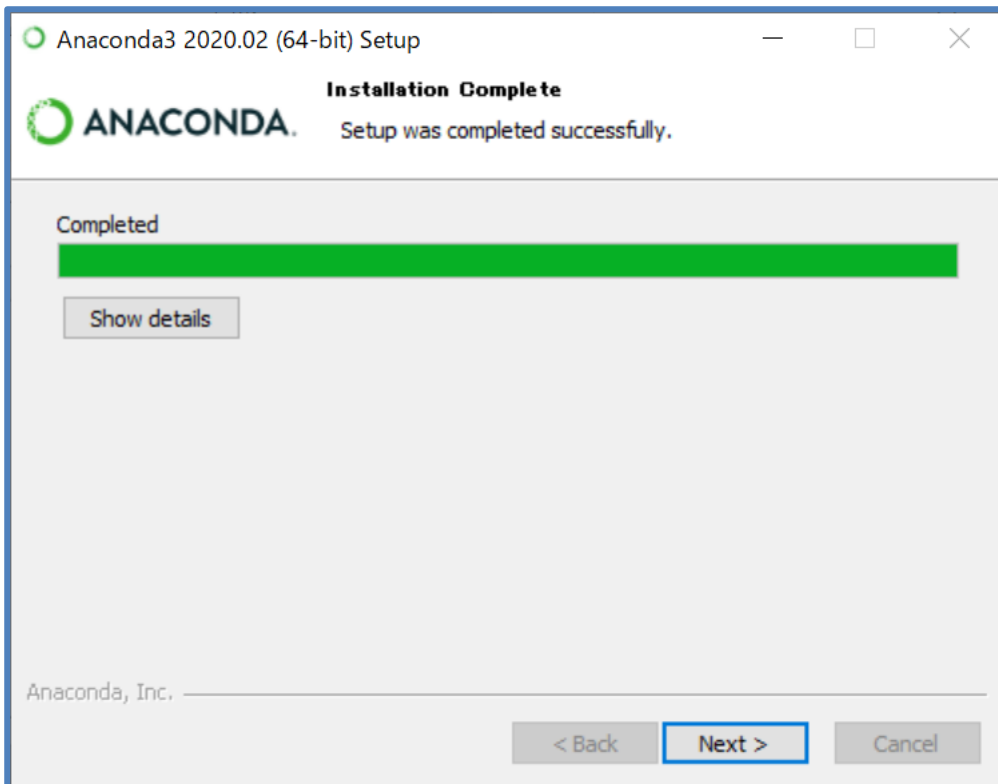 Anaconda3 2020.02 (64-bit) Setup
ANACONDA.
Installation Complete
Setup was completed successfully.
Completed
Show details
Anaconda, Inc.
< Back
Next >
Cancel